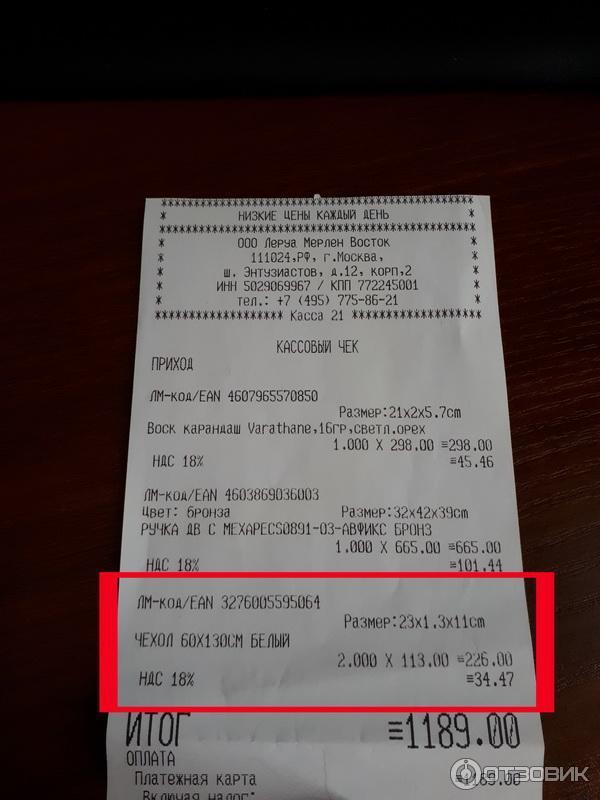 ********************************
* НИЗКИЕ ЦЕНЫ КАЖДЫЙ ДЕНЬ *
********************************
* ООО Леруа Мерлен Восток *
* 111024,РФ, г.Москва, *
* ш. Энтузиастов, д.12, корп,2 *
* ИНН 5029069967 / КПП 772245001 *
* тел.: +7 (495) 775-86-21 *
***************** Касса 21 *****************
КАССОВЫЙ ЧЕК
ПРИХОД
ЛМ-код/EAN 4607965570850
Размер:21x2x5.7cm
Воск карандаш Varathane,16гр,светл.орех
1.000 X 298.00 =298.00
НДС 18% =45.46
ЛМ-код/EAN 4603869036003
Цвет: бронза Размер:32x42x39cm
РУЧКА ДВ С МЕХАРЕСS0891-03-АВФИКС БРОНЗ
1.000 X 665.00 =665.00
НДС 18% =101.44
ЛМ-код/EAN 3276005595064
Размер:23x1.3x11cm
ЧЕХОЛ 60X130СМ БЕЛЫЙ
2.000 X 113.00 =226.00
НДС 18% =34.47
ИТОГ =1189.00
ОПЛАТА
Платежная карта =1189.00
Включая налог:
ОТЗОВИК